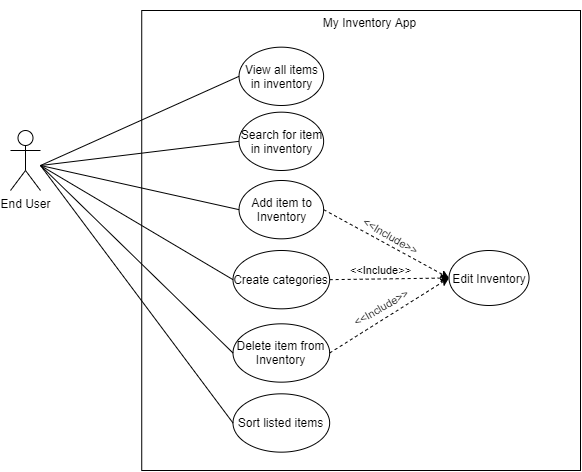 My Inventory App
View all items
in inventory
Search for item
in inventory
End User
Add item to
Inventory
<<Include>>
Create categories
<<Include>>
Edit Inventory
<<Include>>
Delete item from
Inventory
Sort listed items